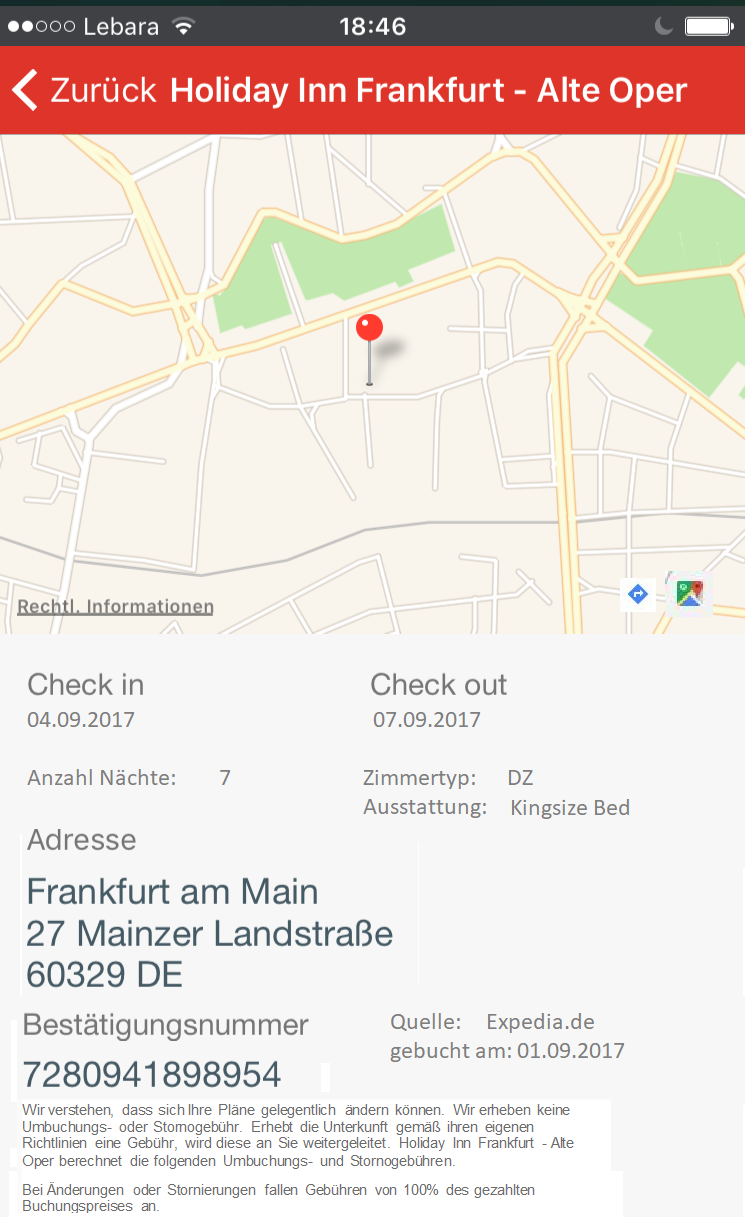 Lebara 18:46
Zurück Holiday Inn Frankfurt - Alte Oper
Rechtl. Informationen
Check in Check out
04.09.2017 07.09.2017
Anzahl Nächte: 7 Zimmertyp: DZ
Ausstattung: Kingsize Bed
Adresse
Frankfurt am Main
27 Mainzer Landstraße
60329 DE
Bestätigungsnummer Quelle: Expedia.de
gebucht am: 01.09.2017
7280941898954
Wir verstehen, dass sich Ihre Pläne gelegentlich ändern können. Wir erheben keine
Umbuchungs- oder Stornogebühr. Erhebt die Unterkunft gemäß ihren eigenen
Richtlinien eine Gebühr, wird diese an Sie weitergeleitet. Holiday Inn Frankfurt - Alte
Oper berechnet die folgenden Umbuchungs- und Stornogebühren.
Bei Änderungen oder Stornierungen fallen Gebühren von 100% des gezahlten
Buchungspreises an.